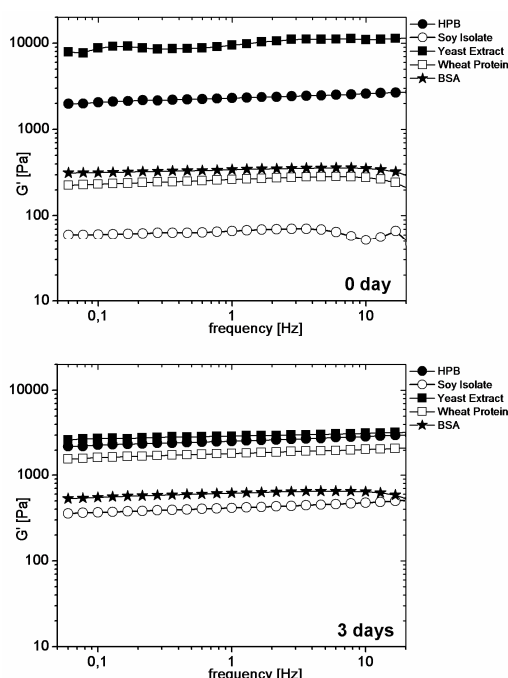 HPB
Soy Isolate
Yeast Extract
Wheat Protein
BSA
10000
1000
100
10
G' [Pa]
0 day
0,1
1
10
frequency [Hz]
HPB
Soy Isolate
Yeast Extract
Wheat Protein
BSA
10000
1000
100
10
G' [Pa]
3 days
0,1
1
10
frequency [Hz]